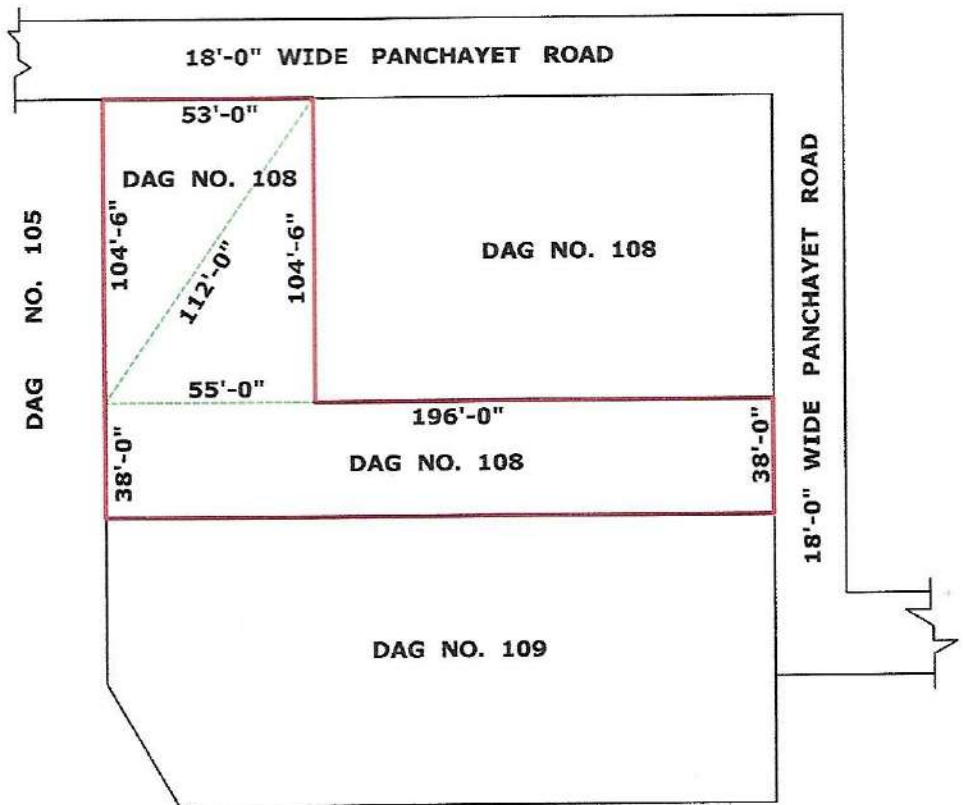 18'-0" WIDE PANCHAYET ROAD
53'-0"
DAG NO. 108
104'-6"
104'-6"
112'-0"
DAG NO. 105
DAG NO. 108
18'-0" WIDE PANCHAYET ROAD
55'-0"
196'-0"
38'-0"
DAG NO. 108
38'-0"
DAG NO. 109